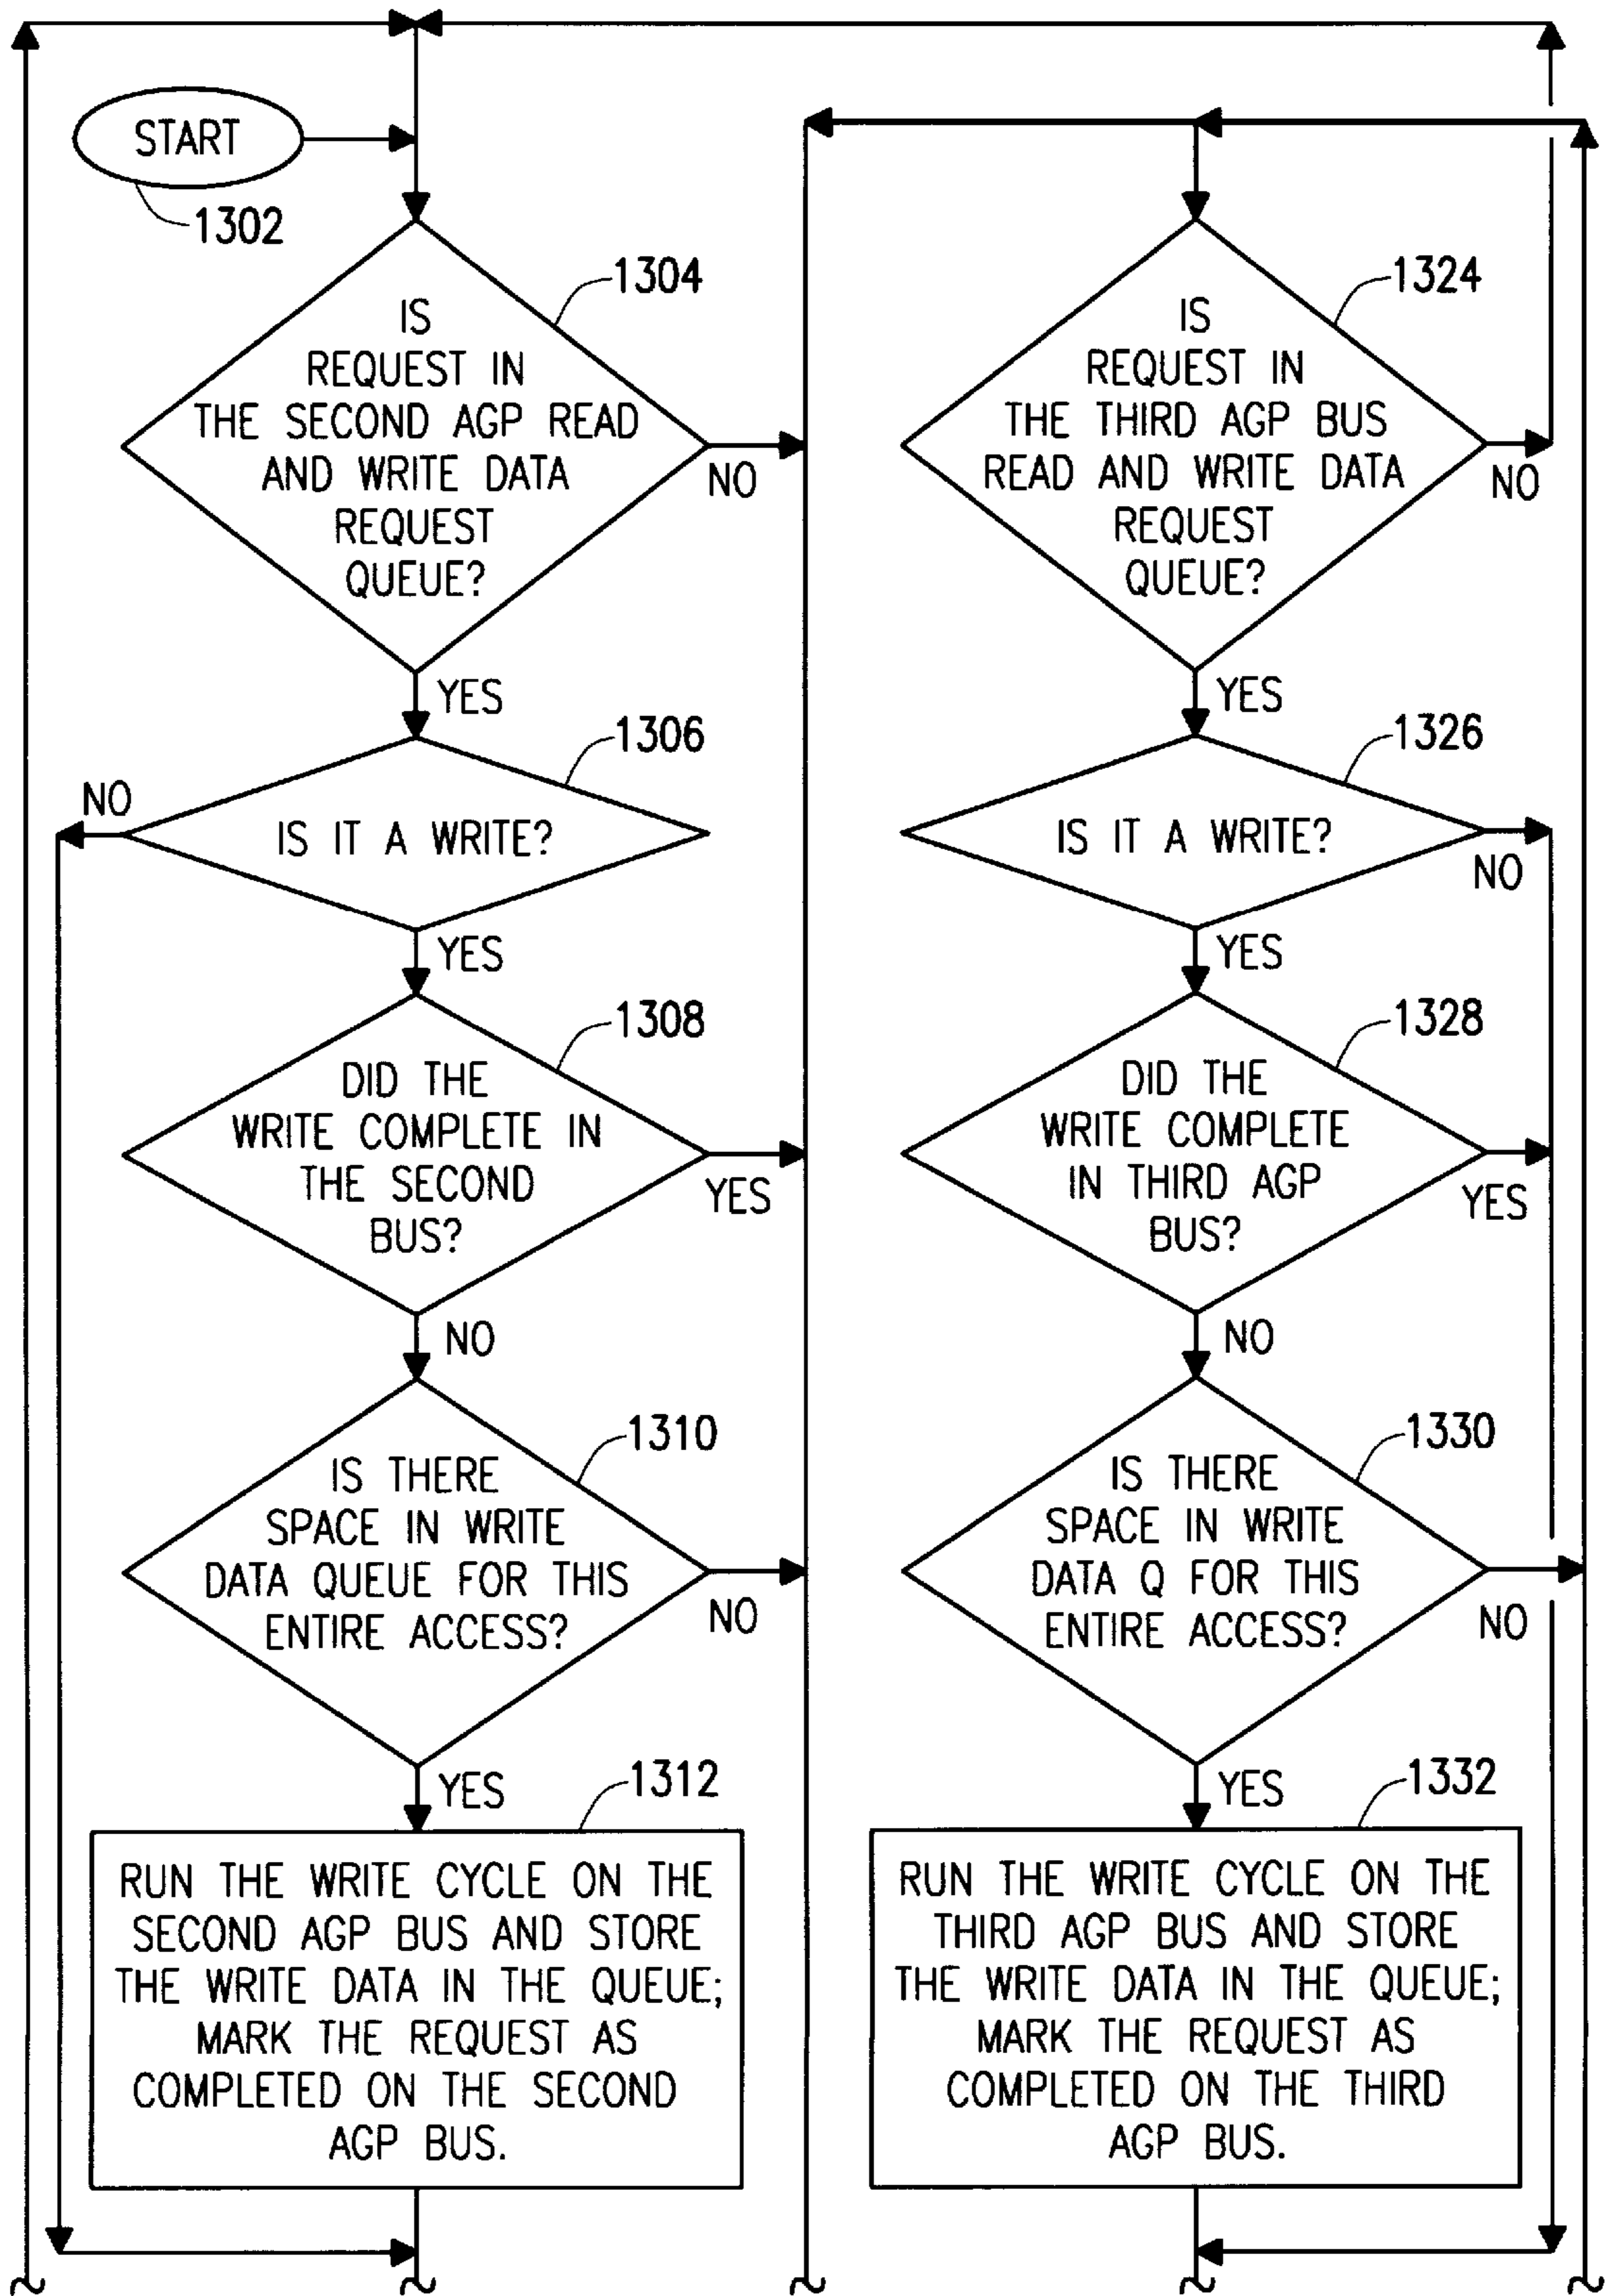 START
1302
1304
IS
REQUEST IN
THE SECOND AGP READ
AND WRITE DATA
REQUEST
QUEUE?
NO
YES
1306
NO
IS IT A WRITE?
YES
1308
DID THE
WRITE COMPLETE IN
THE SECOND
BUS?
YES
NO
1310
IS THERE
SPACE IN WRITE
DATA QUEUE FOR THIS
ENTIRE ACCESS?
NO
YES
1312
RUN THE WRITE CYCLE ON THE
SECOND AGP BUS AND STORE
THE WRITE DATA IN THE QUEUE;
MARK THE REQUEST AS
COMPLETED ON THE SECOND
AGP BUS.
1324
IS
REQUEST IN
THE THIRD AGP BUS
READ AND WRITE DATA
REQUEST
QUEUE?
NO
YES
1326
IS IT A WRITE?
NO
YES
1328
DID THE
WRITE COMPLETE
IN THIRD AGP
BUS?
YES
NO
1330
IS THERE
SPACE IN WRITE
DATA Q FOR THIS
ENTIRE ACCESS?
NO
YES
1332
RUN THE WRITE CYCLE ON THE
THIRD AGP BUS AND STORE
THE WRITE DATA IN THE QUEUE;
MARK THE REQUEST AS
COMPLETED ON THE THIRD
AGP BUS.